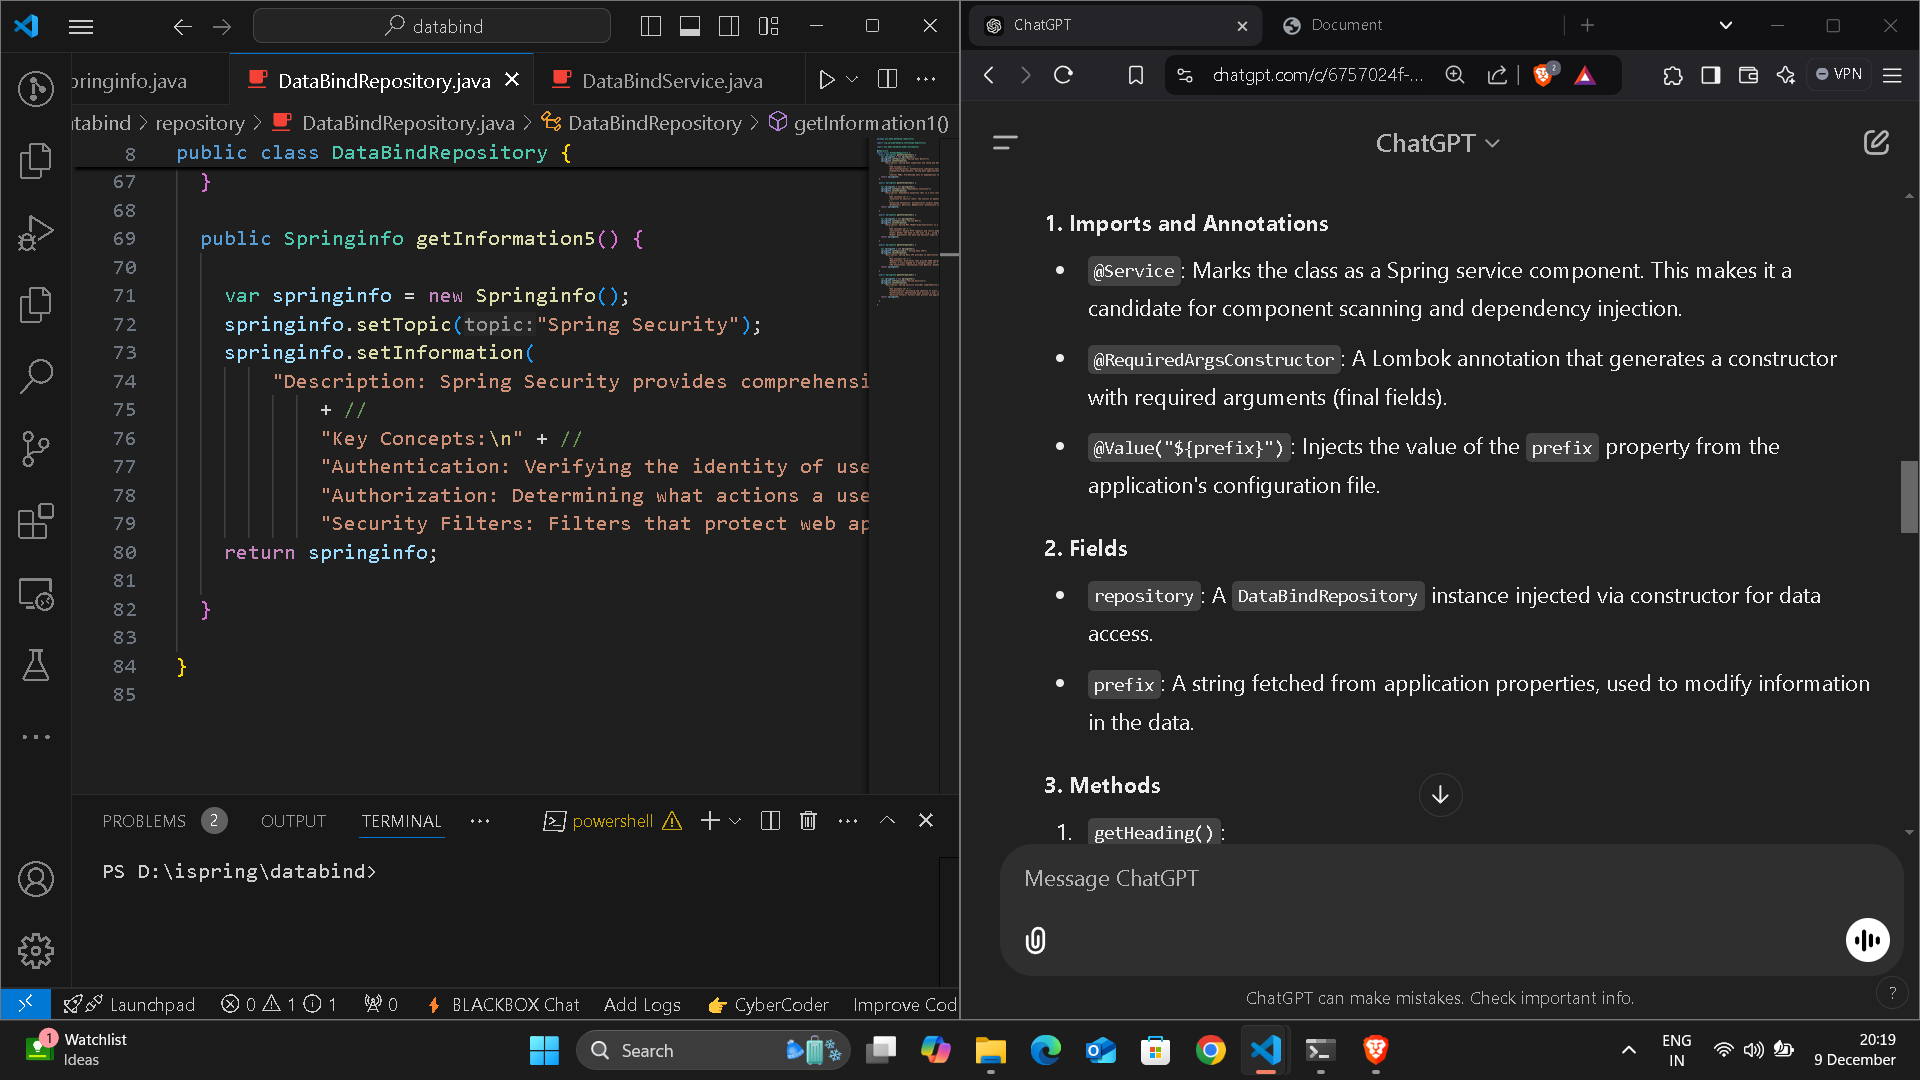 databind
pringinfo.java
DataBindRepository.java
DataBindService.java
tabind > repository > DataBindRepository.java > DataBindRepository > getInformation1()
8 public class DataBindRepository {
67 }
68
69 public Springinfo getInformation5() {
70
71 var springinfo = new Springinfo();
72 springinfo.setTopic(topic:"Spring Security");
73 springinfo.setInformation(
74 "Description: Spring Security provides comprehensi
75 + //
76 "Key Concepts:\n" + //
77 "Authentication: Verifying the identity of use
78 "Authorization: Determining what actions a use
79 "Security Filters: Filters that protect web ap
80 return springinfo;
81
82 }
83
84 }
85
PROBLEMS 2 OUTPUT TERMINAL ... powershell
PS D:\ispring\databind>
Launchpad 0 1 1 0 BLACKBOX Chat Add Logs CyberCoder Improve Cod
ChatGPT
Document
chatgpt.com/c/6757024f-...
2
VPN
ChatGPT
1. Imports and Annotations
• @Service: Marks the class as a Spring service component. This makes it a
candidate for component scanning and dependency injection.
• @RequiredArgsConstructor: A Lombok annotation that generates a constructor
with required arguments (final fields).
• @Value("${prefix}"): Injects the value of the prefix property from the
application's configuration file.
2. Fields
• repository: A DataBindRepository instance injected via constructor for data
access.
• prefix: A string fetched from application properties, used to modify information
in the data.
3. Methods
1. getHeading():
Message ChatGPT
ChatGPT can make mistakes. Check important info.
?
1
Watchlist
Ideas
Search
ENG
IN
20:19
9 December